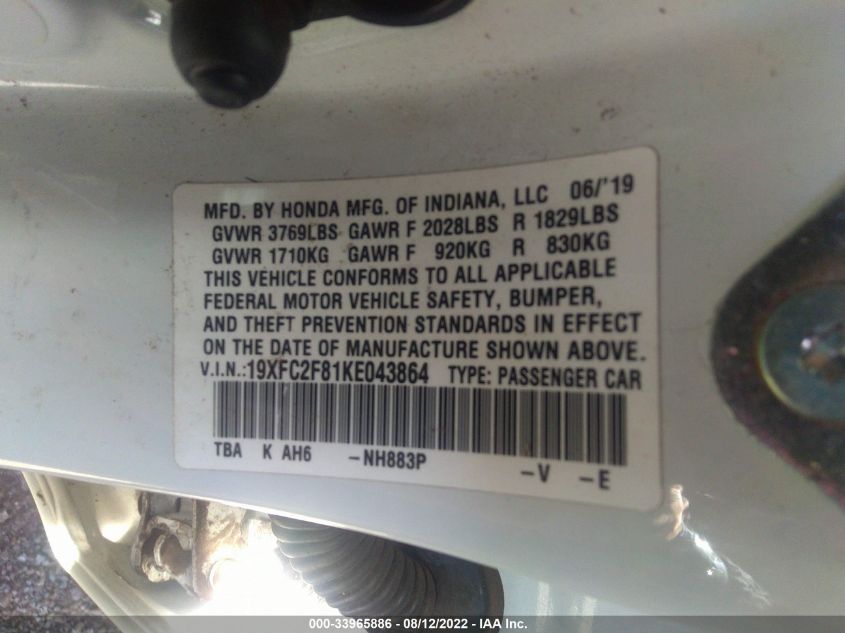 MFD. BY HONDA MFG. OF INDIANA, LLC 06/'19
GVWR 3769LBS GAWR F 2028LBS R 1829LBS
GVWR 1710KG GAWR F 920KG R 830KG
THIS VEHICLE CONFORMS TO ALL APPLICABLE
FEDERAL MOTOR VEHICLE SAFETY, BUMPER,
AND THEFT PREVENTION STANDARDS IN EFFECT
ON THE DATE OF MANUFACTURE SHOWN ABOVE.
V.I.N.:19XFC2F81KE043864 TYPE: PASSENGER CAR
TBA K AH6 -NH883P -V -E
000-33965886 - 08/12/2022 - IAA Inc.